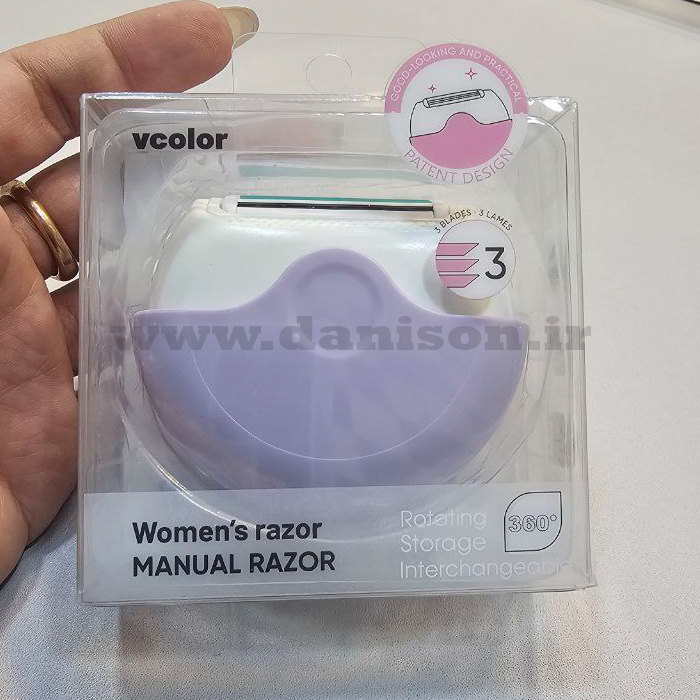 GOOD-LOOKING AND PRACTICAL
PATENT DESIGN
vcolor
3 BLADES · 3 LAMES
3
www.danison.ir
Women's razor
MANUAL RAZOR
Rotating
Storage
Interchangeable
360°